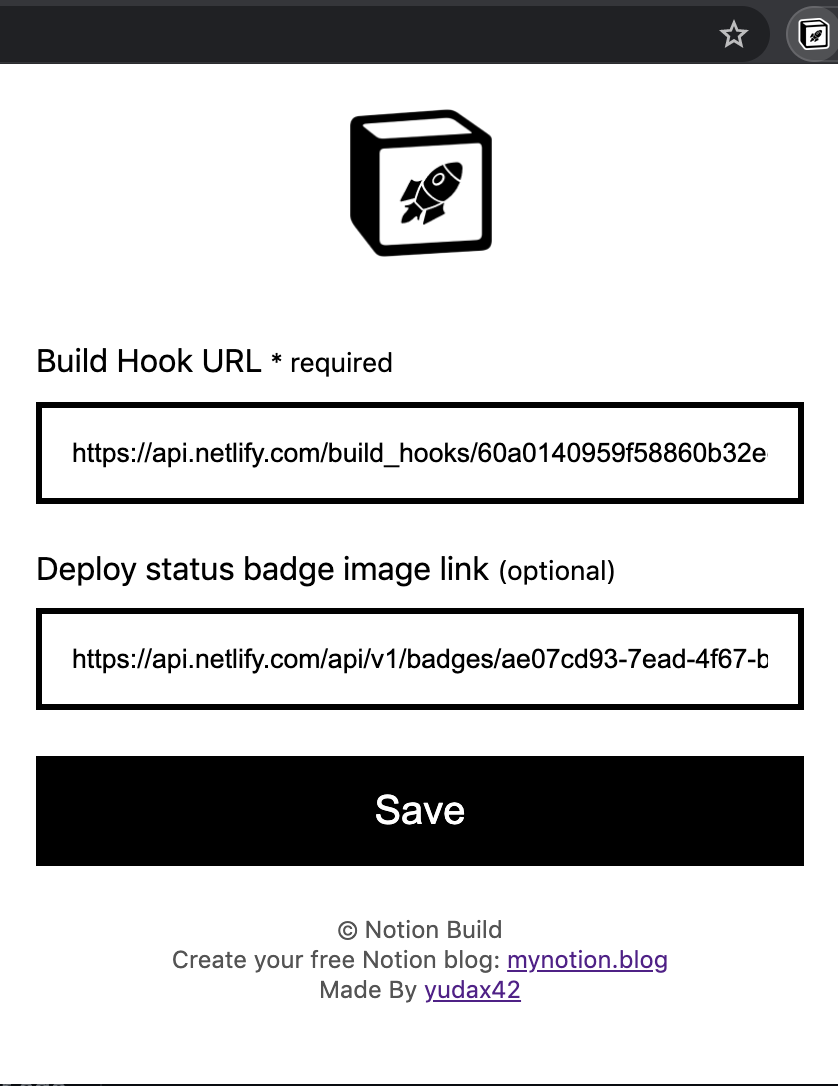 Build Hook URL * required
https://api.netlify.com/build_hooks/60a0140959f58860b32e
Deploy status badge image link (optional)
https://api.netlify.com/api/v1/badges/ae07cd93-7ead-4f67-b
Save
© Notion Build
Create your free Notion blog: mynotion.blog
Made By yudax42